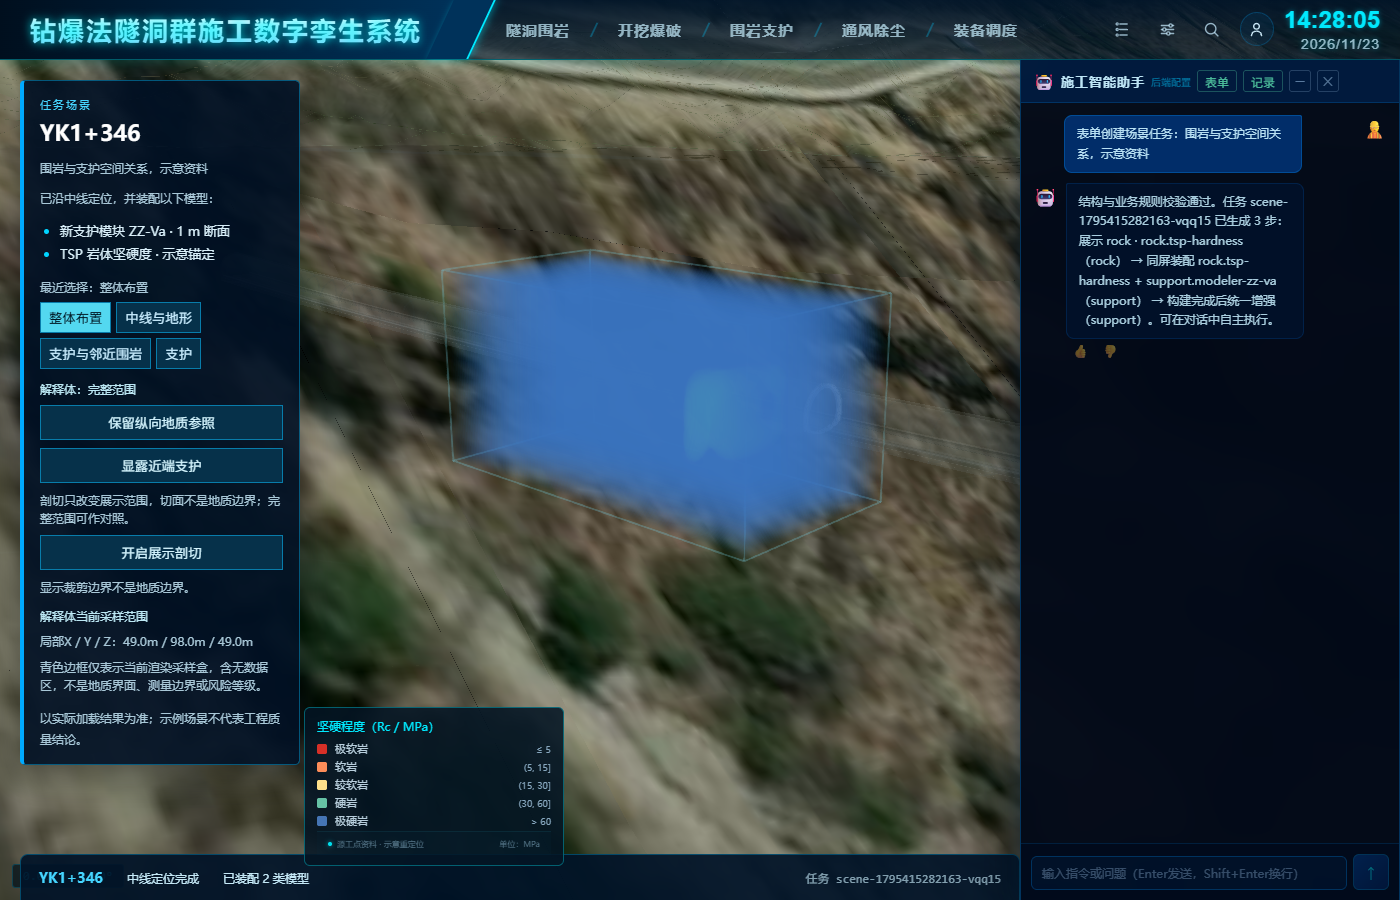 钻爆法隧洞群施工数字孪生系统
隧洞围岩 / 开挖爆破 / 围岩支护 / 通风除尘 / 装备调度
14:28:05
2026/11/23
任务场景
YK1+346
围岩与支护空间关系，示意资料
已沿中线定位，并装配以下模型：
新支护模块 ZZ-Va · 1 m 断面
TSP 岩体坚硬度 · 示意锚定
最近选择：整体布置
整体布置 中线与地形
支护与邻近围岩 支护
解释体：完整范围
保留纵向地质参照
显露近端支护
剖切只改变展示范围，切面不是地质边界；完
整范围可作对照。
开启展示剖切
显示裁剪边界不是地质边界。
解释体当前采样范围
局部X / Y / Z：49.0m / 98.0m / 49.0m
青色边框仅表示当前渲染采样盒，含无数据
区，不是地质界面、测量边界或风险等级。
以实际加载结果为准；示例场景不代表工程质
量结论。
坚硬程度（Rc / MPa）
极软岩 ≤ 5
软岩 (5, 15]
较软岩 (15, 30]
硬岩 (30, 60]
极硬岩 > 60
源工点资料 · 示意重定位 单位：MPa
YK1+346 中线定位完成 已装配 2 类模型 任务 scene-1795415282163-vqq15
施工智能助手 后端配置 表单 记录
表单创建场景任务：围岩与支护空间关
系，示意资料
结构与业务规则校验通过。任务 scene-
1795415282163-vqq15 已生成 3 步：
展示 rock · rock.tsp-hardness
（rock） → 同屏装配 rock.tsp-
hardness + support.modeler-zz-va
（support） → 构建完成后统一增强
（support）。可在对话中自主执行。
输入指令或问题（Enter发送，Shift+Enter换行）